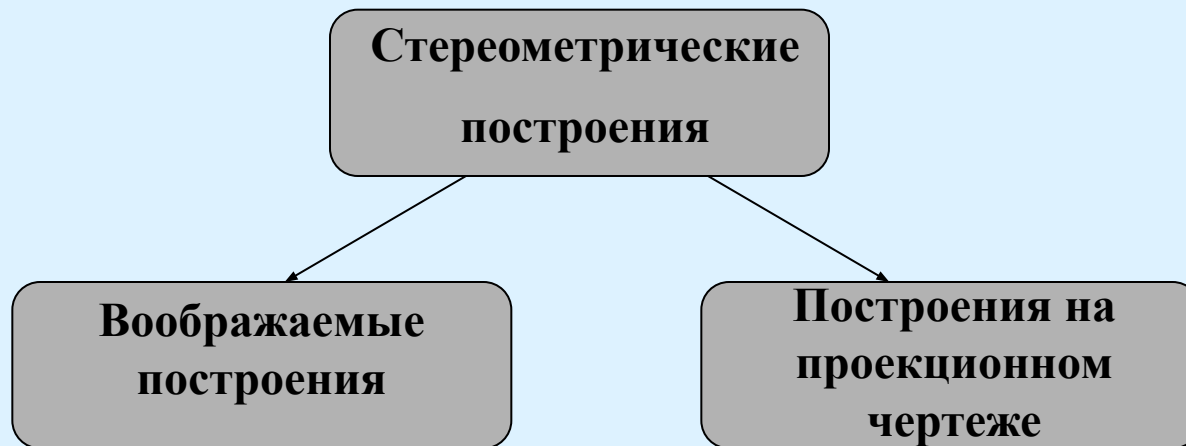 Стереометрические
построения
Воображаемые
построения
Построения на
проекционном
чертеже